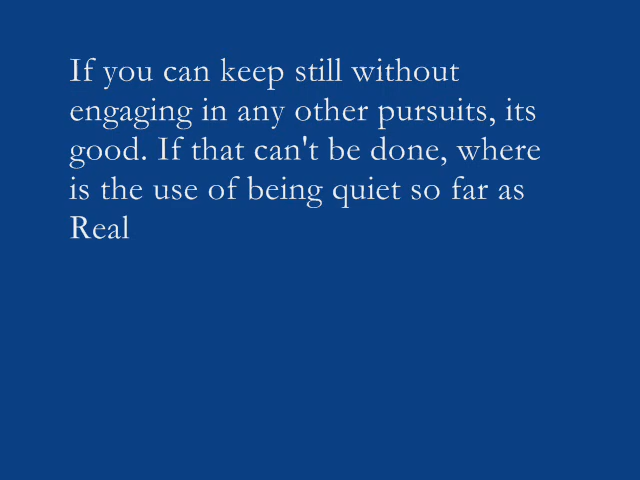 If you can keep still without
engaging in any other pursuits, its
good. If that can't be done, where
is the use of being quiet so far as
Real